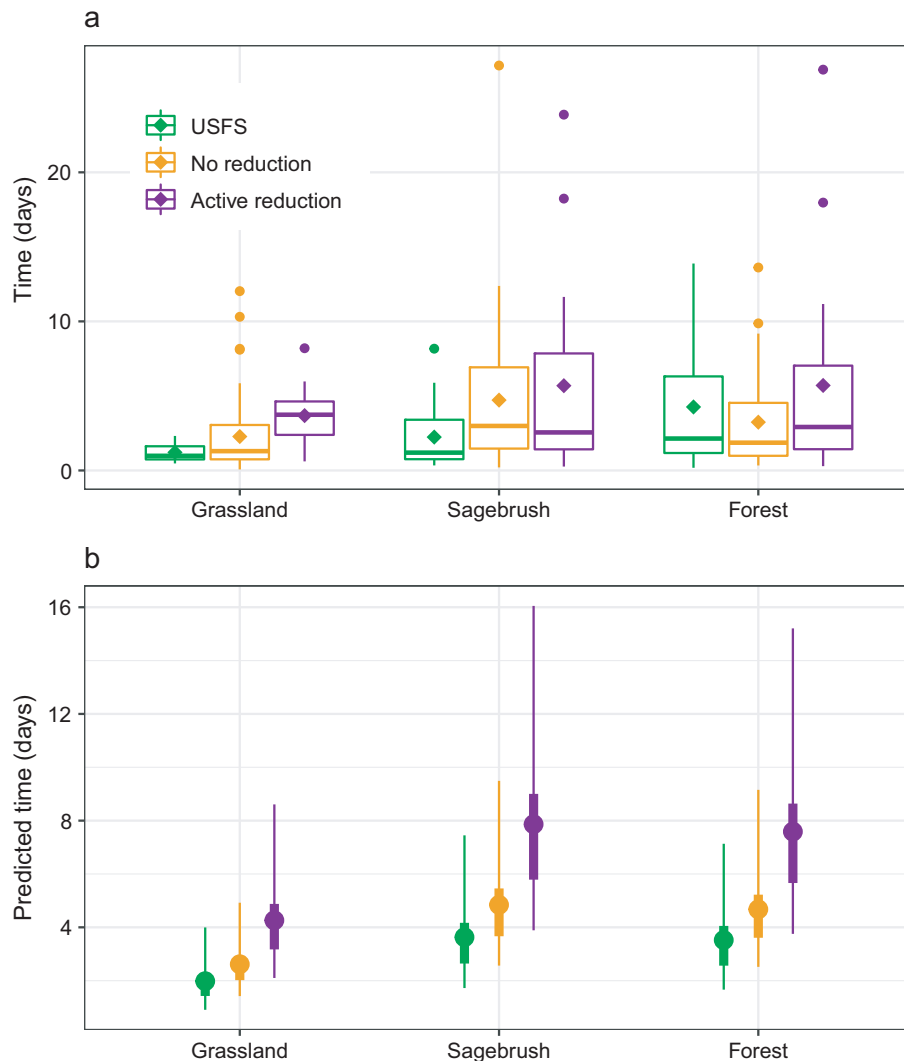 a
Time (days)
20
10
0
USFS
No reduction
Active reduction
Grassland Sagebrush Forest
b
Predicted time (days)
16
12
8
4
Grassland Sagebrush Forest